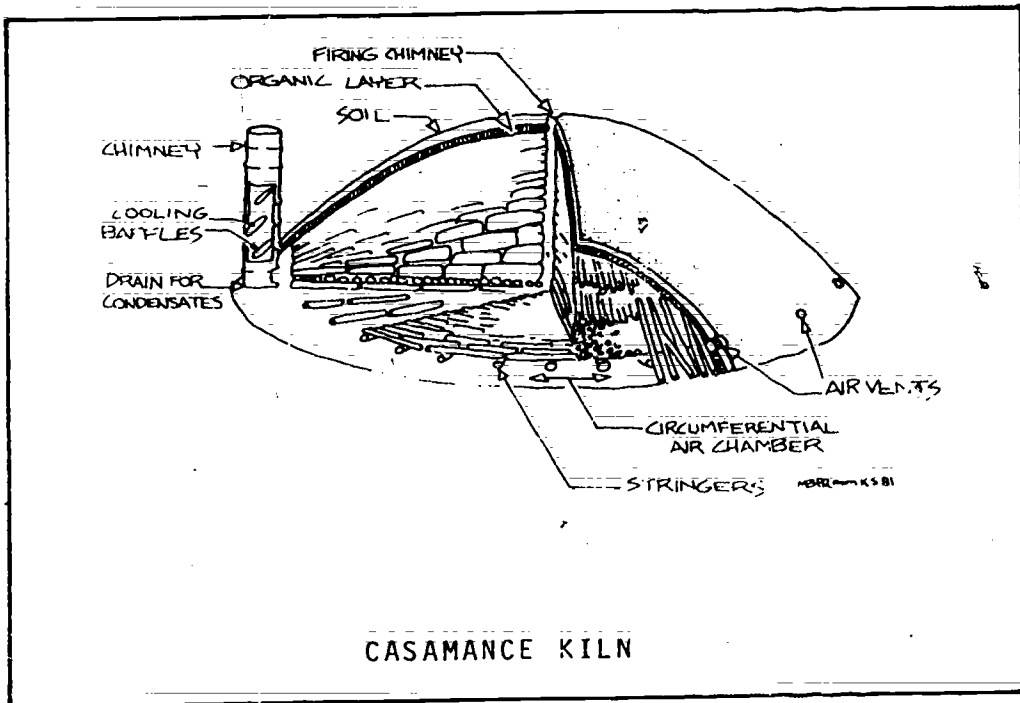 FIRING CHIMNEY
ORGANIC LAYER
SOIL
CHIMNEY
COOLING
BAFFLES
DRAIN FOR
CONDENSATES
AIR VENTS
CIRCUMFERENTIAL
AIR CHAMBER
STRINGERS
CASAMANCE KILN